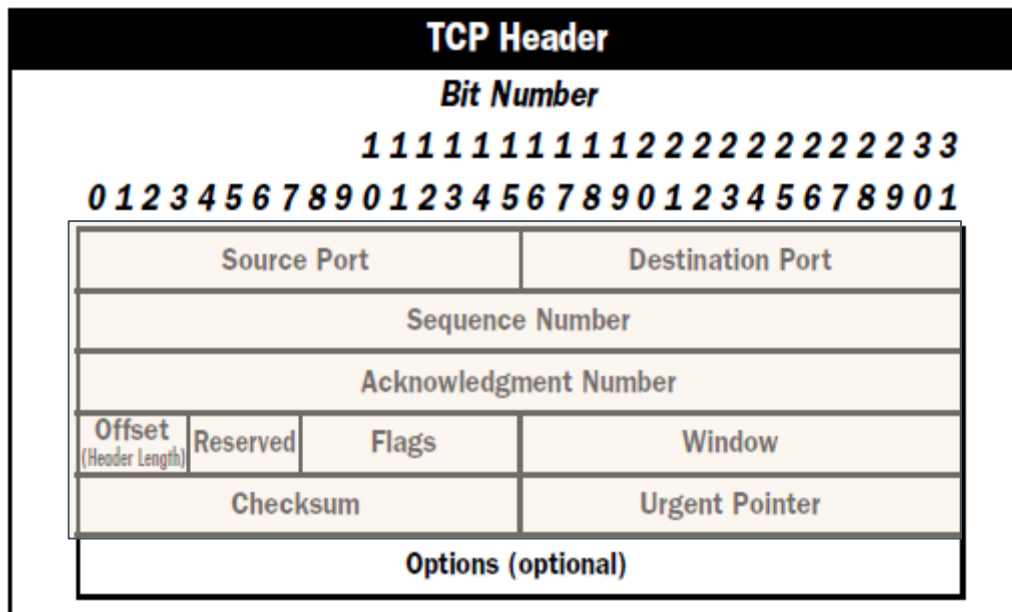 TCP Header
Bit Number
1 1 1 1 1 1 1 1 1 1 2 2 2 2 2 2 2 2 2 2 3 3
0 1 2 3 4 5 6 7 8 9 0 1 2 3 4 5 6 7 8 9 0 1 2 3 4 5 6 7 8 9 0 1
Source Port Destination Port
Sequence Number
Acknowledgment Number
Offset
(Header Length) Reserved Flags Window
Checksum Urgent Pointer
Options (optional)